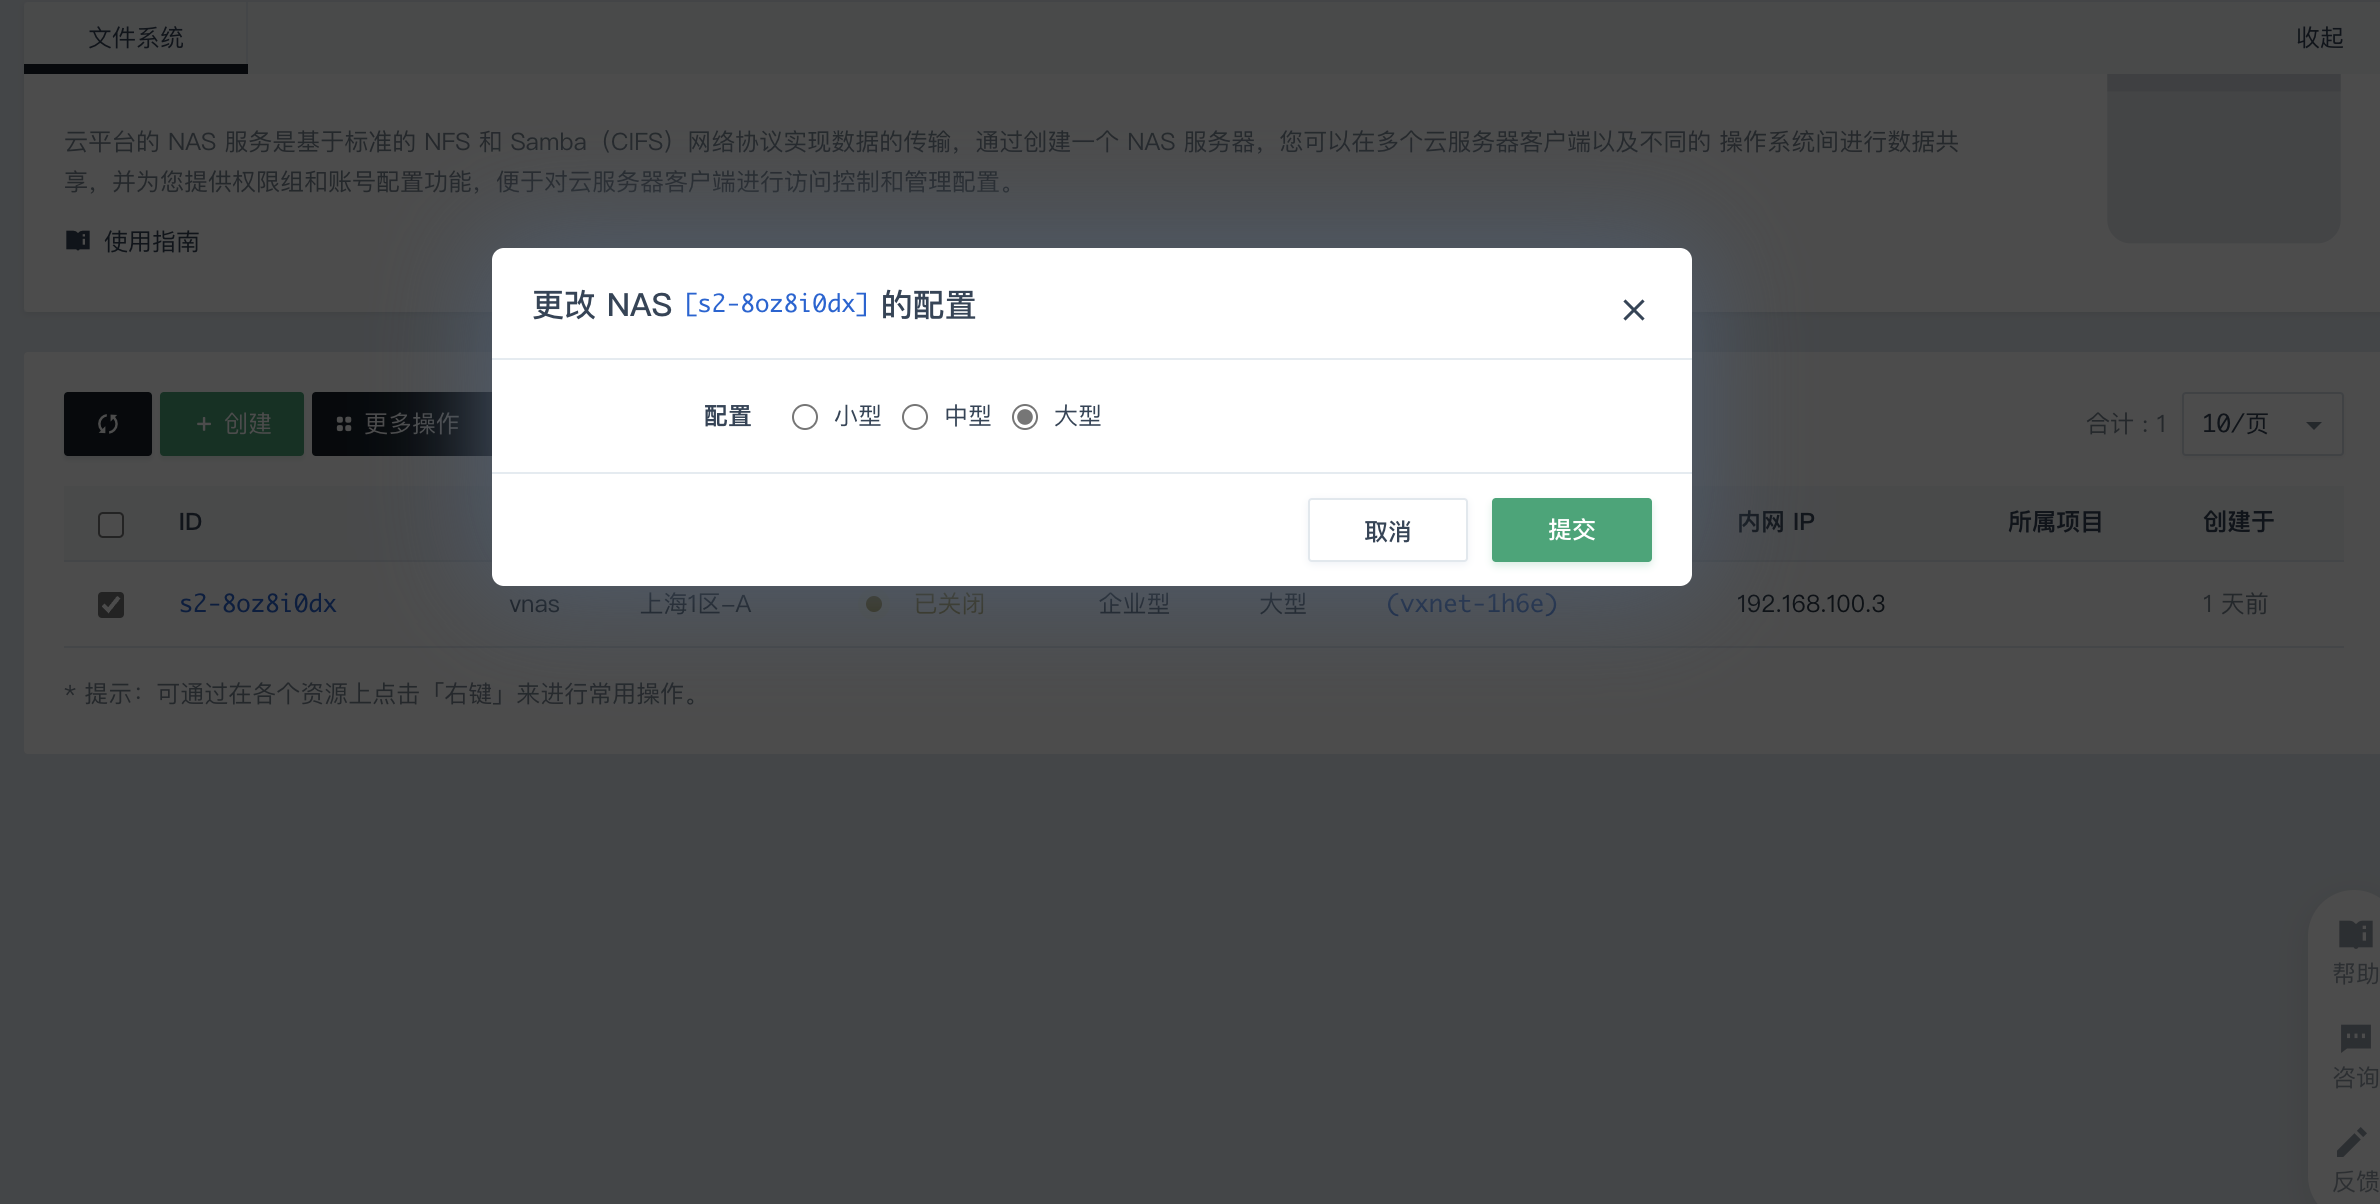 文件系统
收起
云平台的 NAS 服务是基于标准的 NFS 和 Samba（CIFS）网络协议实现数据的传输，通过创建一个 NAS 服务器，您可以在多个云服务器客户端以及不同的 操作系统间进行数据共
享，并为您提供权限组和账号配置功能，便于对云服务器客户端进行访问控制和管理配置。
使用指南
更改 NAS [s2-8oz8i0dx] 的配置
配置 小型 中型 大型
取消 提交
+ 创建 更多操作 合计：1 10/页
ID 内网 IP 所属项目 创建于
s2-8oz8i0dx vnas 上海1区-A 已关闭 企业型 大型 (vxnet-1h6e) 192.168.100.3 1 天前
* 提示：可通过在各个资源上点击「右键」来进行常用操作。
帮助
咨询
反馈